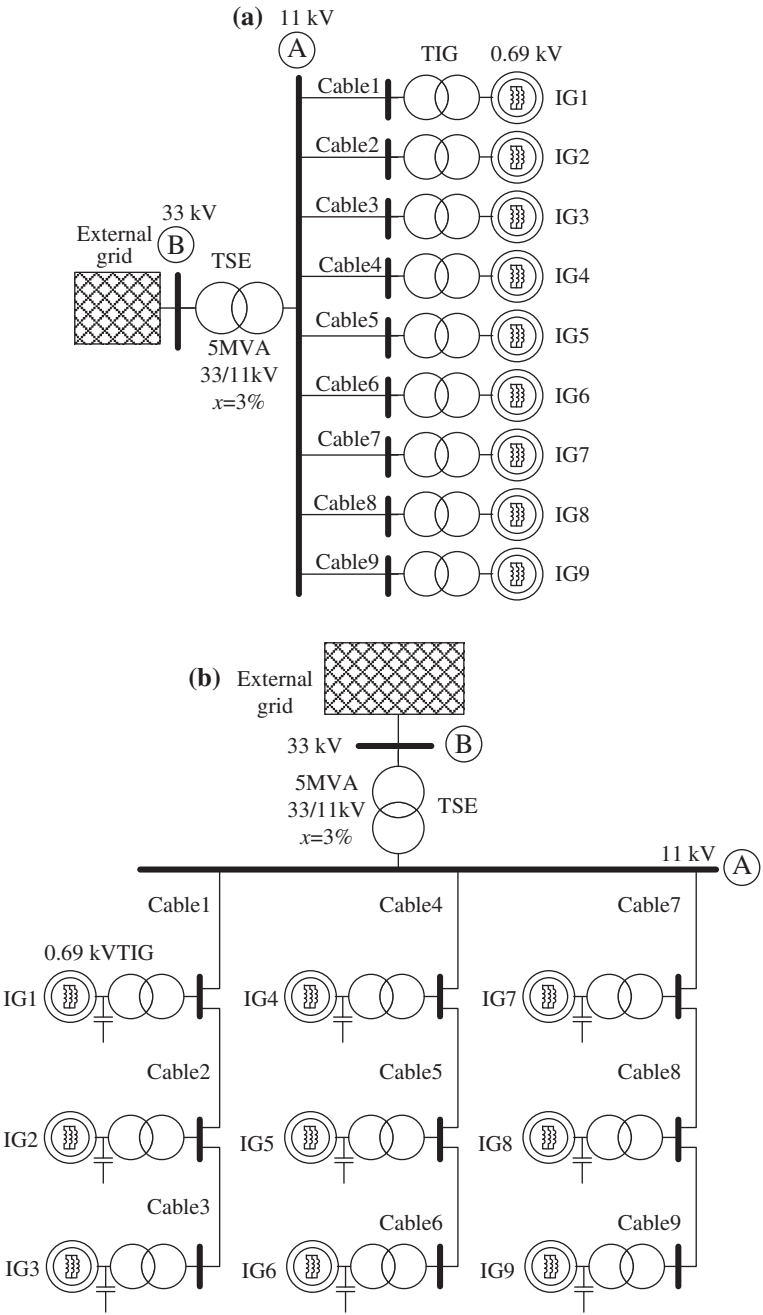 (a) 11 kV
A
TIG 0.69 kV
Cable1 IG1
Cable2 IG2
Cable3 IG3
33 kV
External grid
B
TSE
Cable4 IG4
5MVA
33/11kV
x=3%
Cable5 IG5
Cable6 IG6
Cable7 IG7
Cable8 IG8
Cable9 IG9
(b) External grid
33 kV B
5MVA
33/11kV
x=3%
TSE
11 kV A
Cable1 Cable4 Cable7
0.69 kVTIG
IG1 IG4 IG7
Cable2 Cable5 Cable8
IG2 IG5 IG8
Cable3 Cable6 Cable9
IG3 IG6 IG9